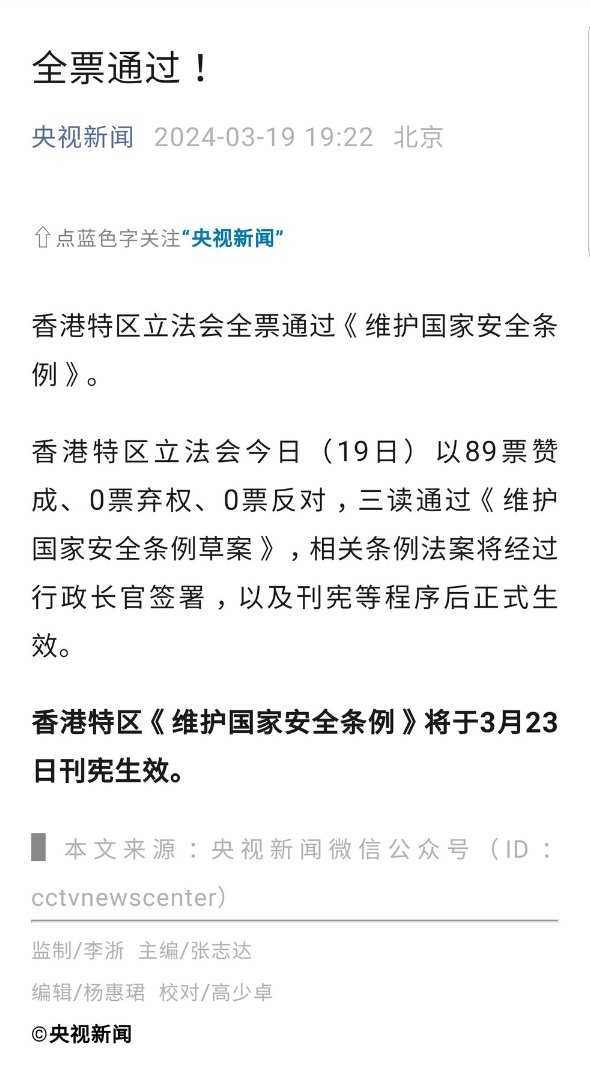 全票通过！
央视新闻 2024-03-19 19:22 北京
⇧点蓝色字关注“央视新闻”
香港特区立法会全票通过《维护国家安全条
例》。
香港特区立法会今日（19日）以89票赞
成、0票弃权、0票反对，三读通过《维护
国家安全条例草案》，相关条例法案将经过
行政长官签署，以及刊宪等程序后正式生
效。
香港特区《维护国家安全条例》将于3月23
日刊宪生效。
本文来源：央视新闻微信公众号（ID：
cctvnewscenter）
监制/李浙 主编/张志达
编辑/杨惠珺 校对/高少卓
©央视新闻